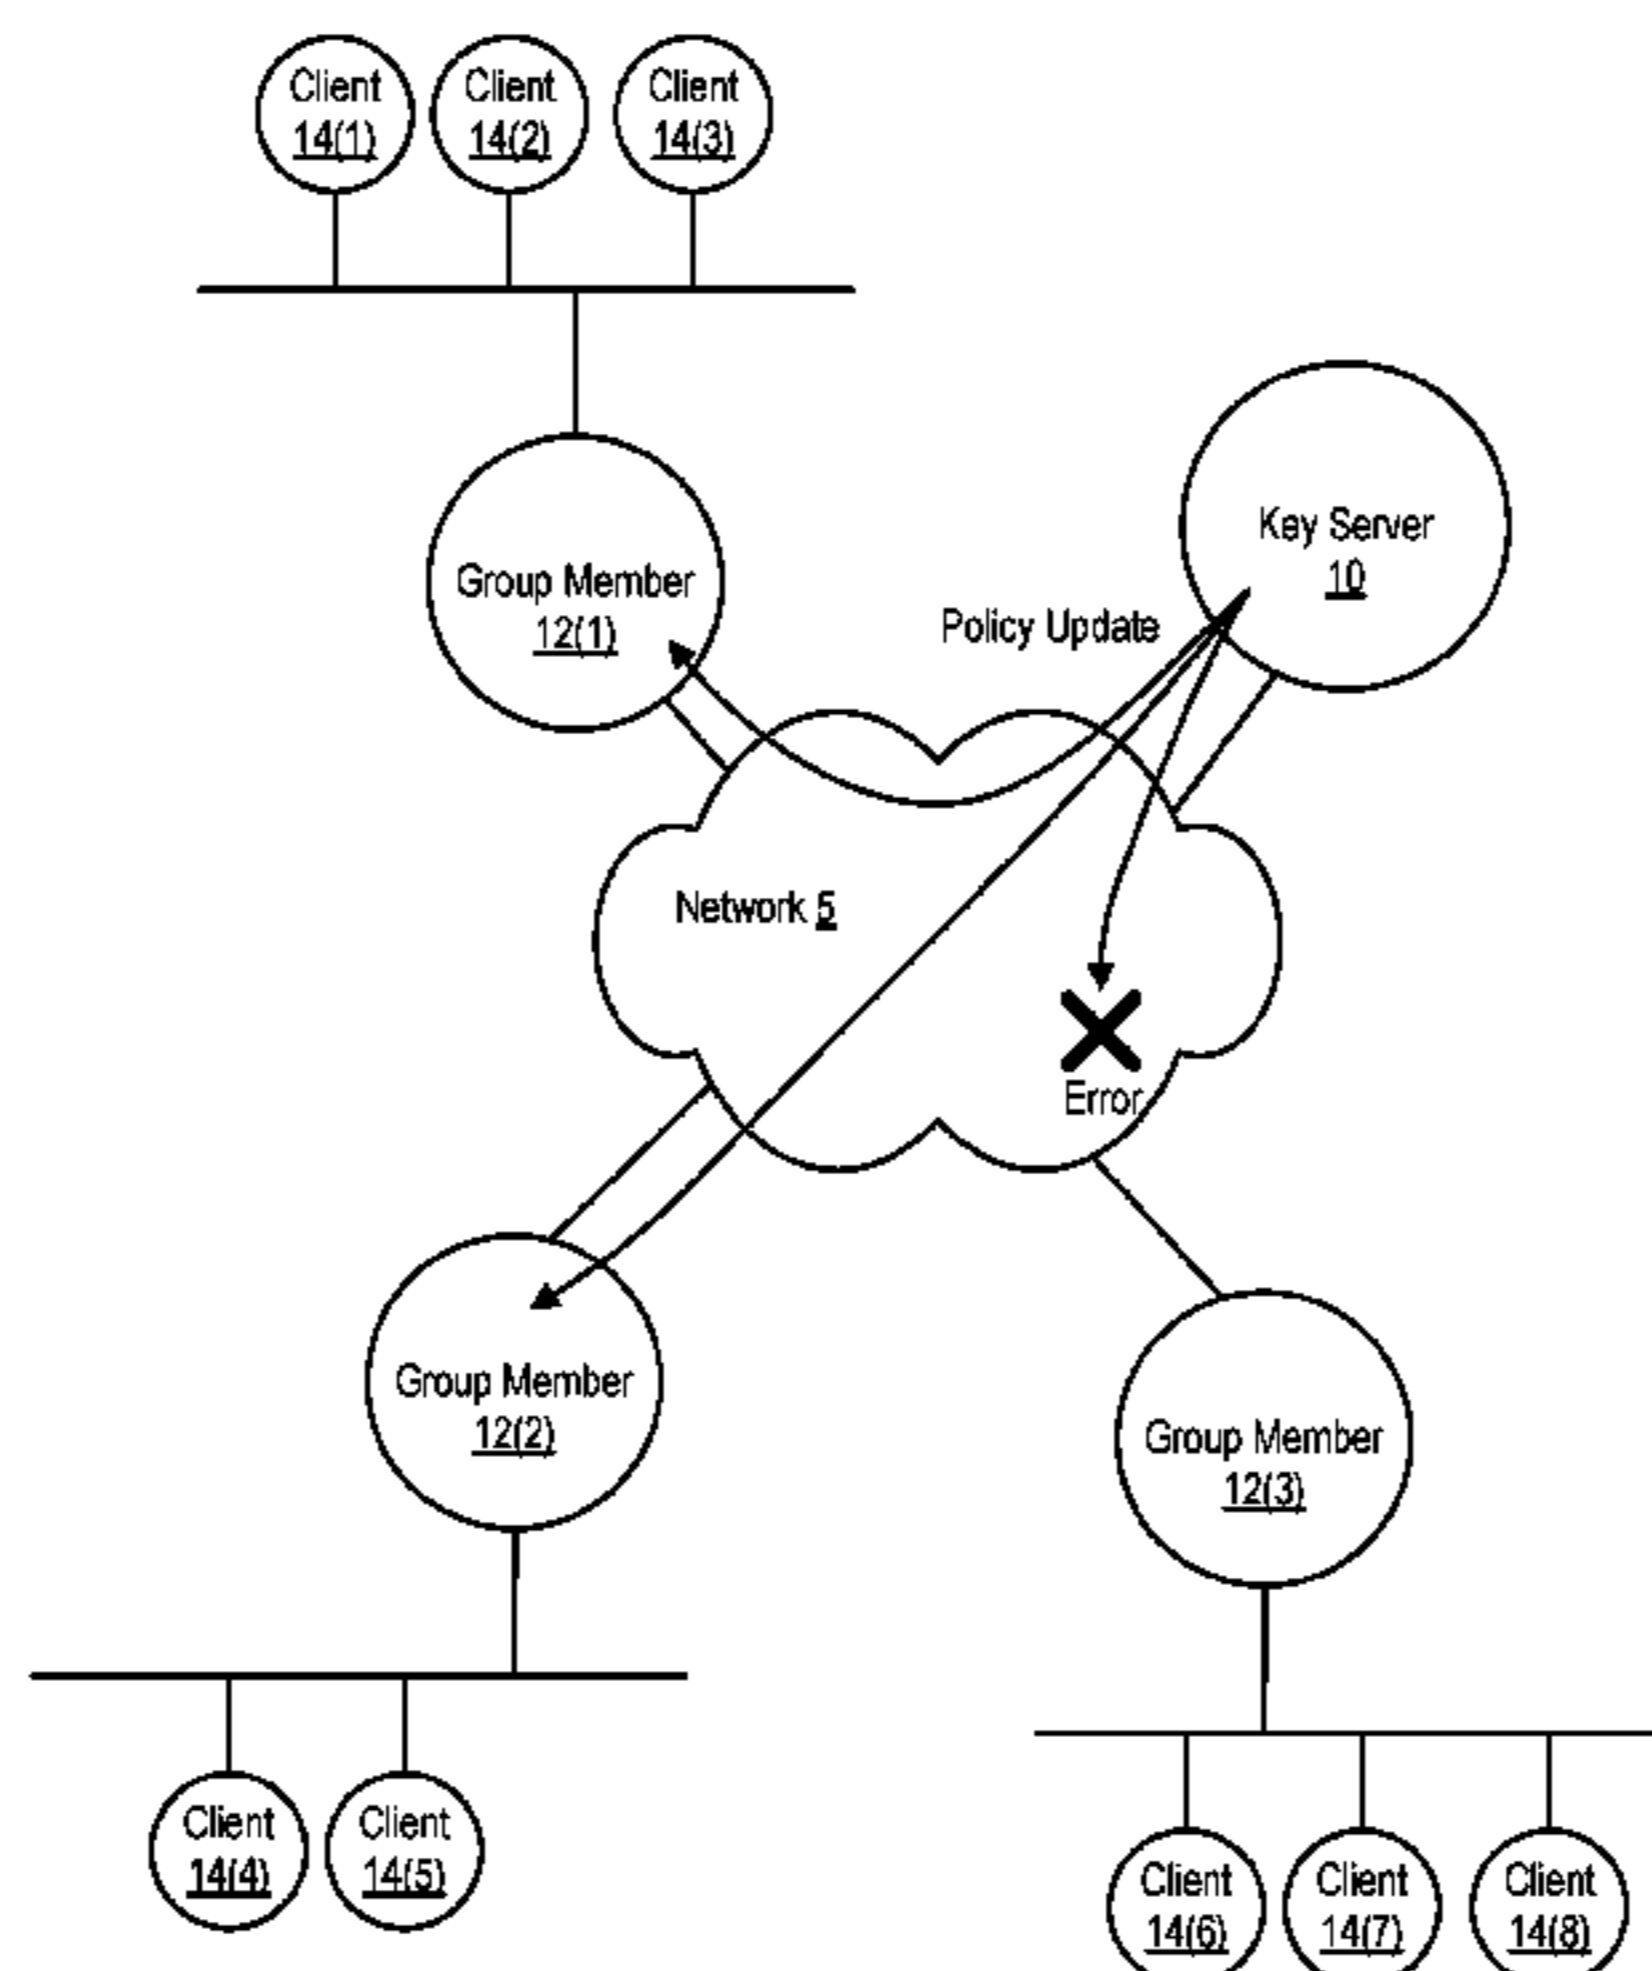 Client
14(1)
Client
14(2)
Client
14(3)
Group Member
12(1)
Key Server
10
Policy Update
Network 5
Error
Group Member
12(2)
Group Member
12(3)
Client
14(4)
Client
14(5)
Client
14(6)
Client
14(7)
Client
14(8)